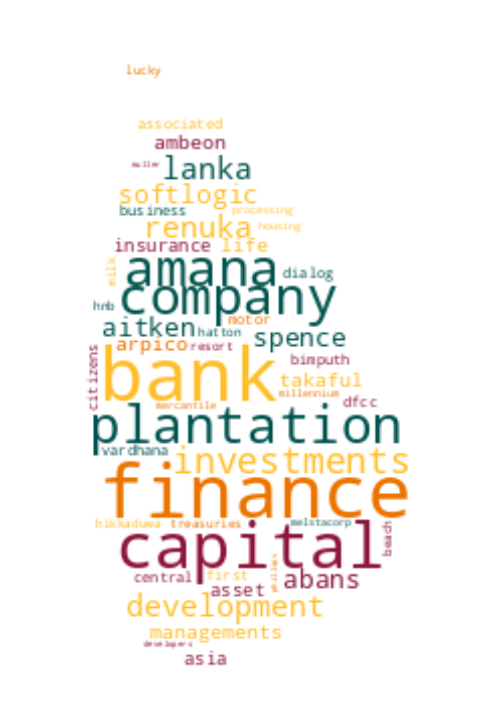 lucky
associated
ambeon
muller lanka
softlogic
business processing
renuka housing
insurance life
milk amana dialog
company
hnb motor
aitken hatton spence
arpico resort
citizens bimputh
bank takaful
millennium
mercantile dfcc
plantation
vardhana investments
finance
hikkaduwa treasuries melstacorp
capital beach
central first phillips abans
asset
development
managements
developers
asia